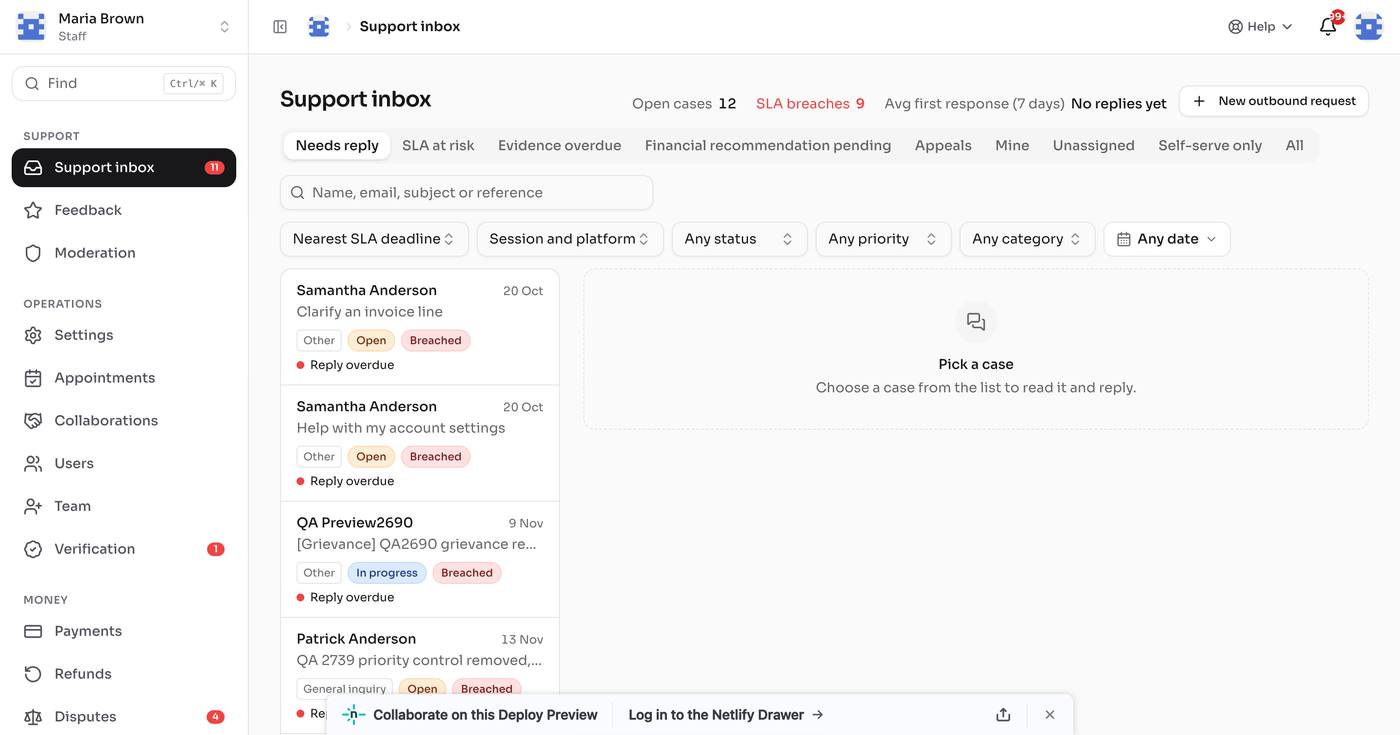 Maria Brown
Staff
Support inbox
Help
99+
Find
Ctrl/⌘ K
SUPPORT
Support inbox 11
Feedback
Moderation
OPERATIONS
Settings
Appointments
Collaborations
Users
Team
Verification 1
MONEY
Payments
Refunds
Disputes 4
Support inbox
Open cases 12 SLA breaches 9 Avg first response (7 days) No replies yet
New outbound request
Needs reply SLA at risk Evidence overdue Financial recommendation pending Appeals Mine Unassigned Self-serve only All
Name, email, subject or reference
Nearest SLA deadline Session and platform Any status Any priority Any category Any date
Samantha Anderson 20 Oct
Clarify an invoice line
Other Open Breached
Reply overdue
Samantha Anderson 20 Oct
Help with my account settings
Other Open Breached
Reply overdue
QA Preview2690 9 Nov
[Grievance] QA2690 grievance re...
Other In progress Breached
Reply overdue
Patrick Anderson 13 Nov
QA 2739 priority control removed,...
General inquiry Open Breached
Pick a case
Choose a case from the list to read it and reply.
Collaborate on this Deploy Preview
Log in to the Netlify Drawer →